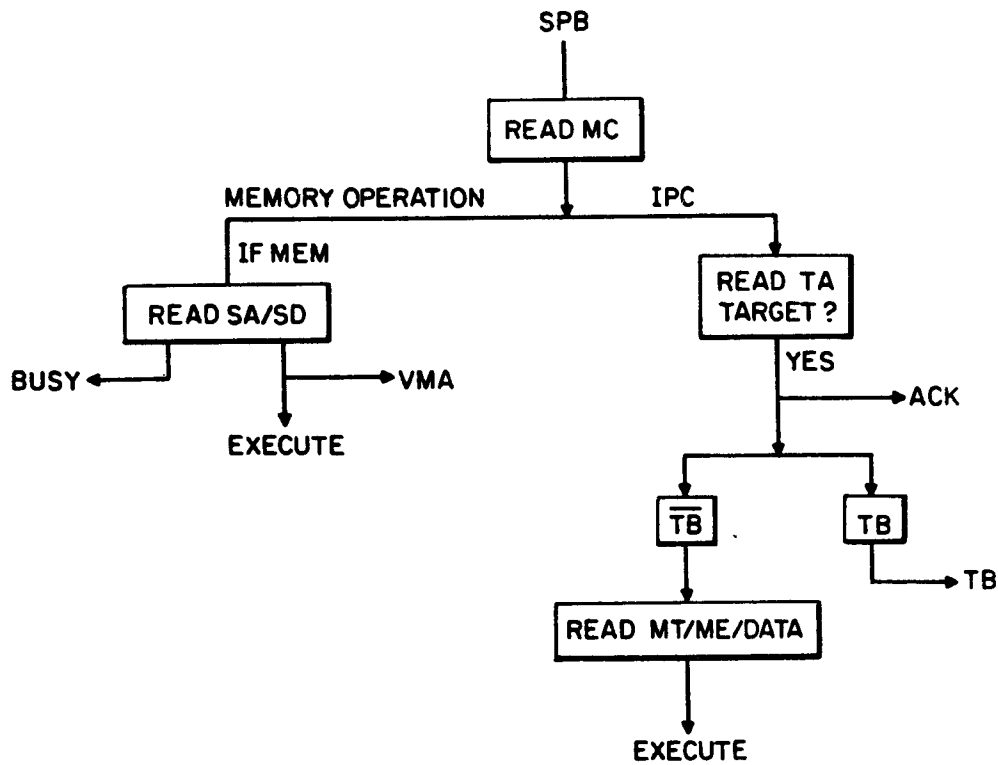 SPB
READ MC
MEMORY OPERATION
IPC
IF MEM
READ TA
TARGET ?
READ SA/SD
YES
BUSY
VMA
ACK
EXECUTE
T̅B̅
TB
TB
READ MT/ME/DATA
EXECUTE